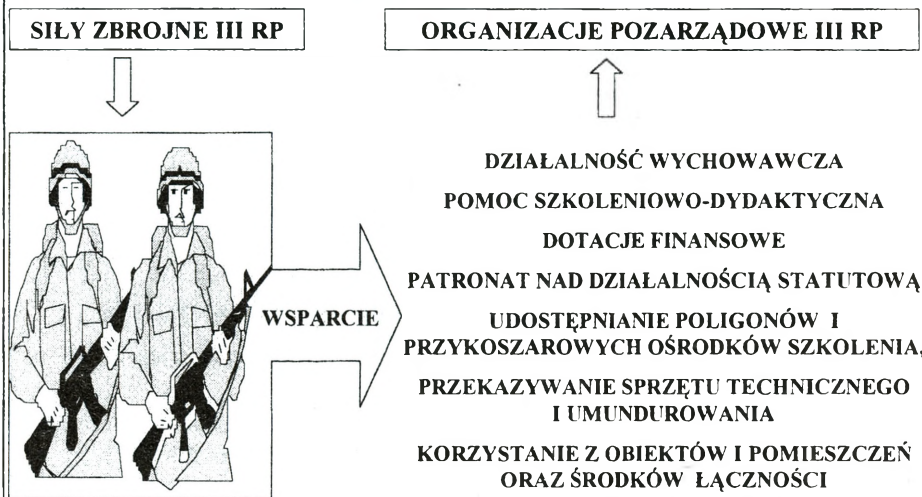 SIŁY ZBROJNE III RP
ORGANIZACJE POZARZĄDOWE III RP
WSPARCIE
DZIAŁALNOŚĆ WYCHOWAWCZA
POMOC SZKOLENIOWO-DYDAKTYCZNA
DOTACJE FINANSOWE
PATRONAT NAD DZIAŁALNOŚCIĄ STATUTOWĄ
UDOSTĘPNIANIE POLIGONÓW I
PRZYKOSZAROWYCH OŚRODKÓW SZKOLENIA,
PRZEKAZYWANIE SPRZĘTU TECHNICZNEGO
I UMUNDUROWANIA
KORZYSTANIE Z OBIEKTÓW I POMIESZCZEŃ
ORAZ ŚRODKÓW ŁĄCZNOŚCI